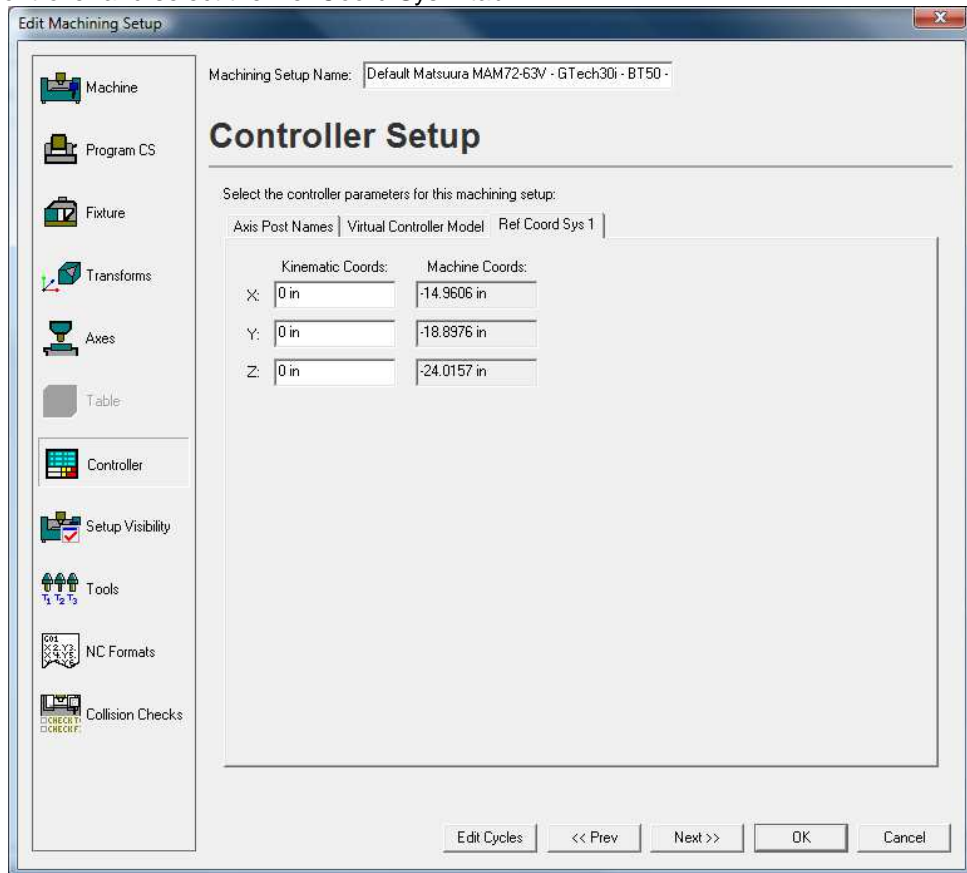 Edit Machining Setup
Machine
Program CS
Fixture
Transforms
Axes
Table
Controller
Setup Visibility
Tools
NC Formats
Collision Checks
Machining Setup Name: Default Matsuura MAM72-63V - GTech30i - BT50 -
Controller Setup
Select the controller parameters for this machining setup:
Axis Post Names Virtual Controller Model Ref Coord Sys 1
Kinematic Coords: Machine Coords:
X: 0 in -14.9606 in
Y: 0 in -18.8976 in
Z: 0 in -24.0157 in
Edit Cycles << Prev Next >> OK Cancel